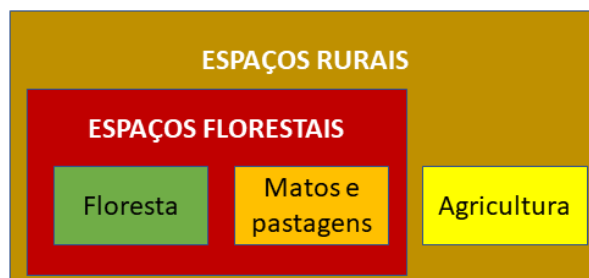 ESPAÇOS RURAIS
ESPAÇOS FLORESTAIS
Floresta
Matos e
pastagens
Agricultura